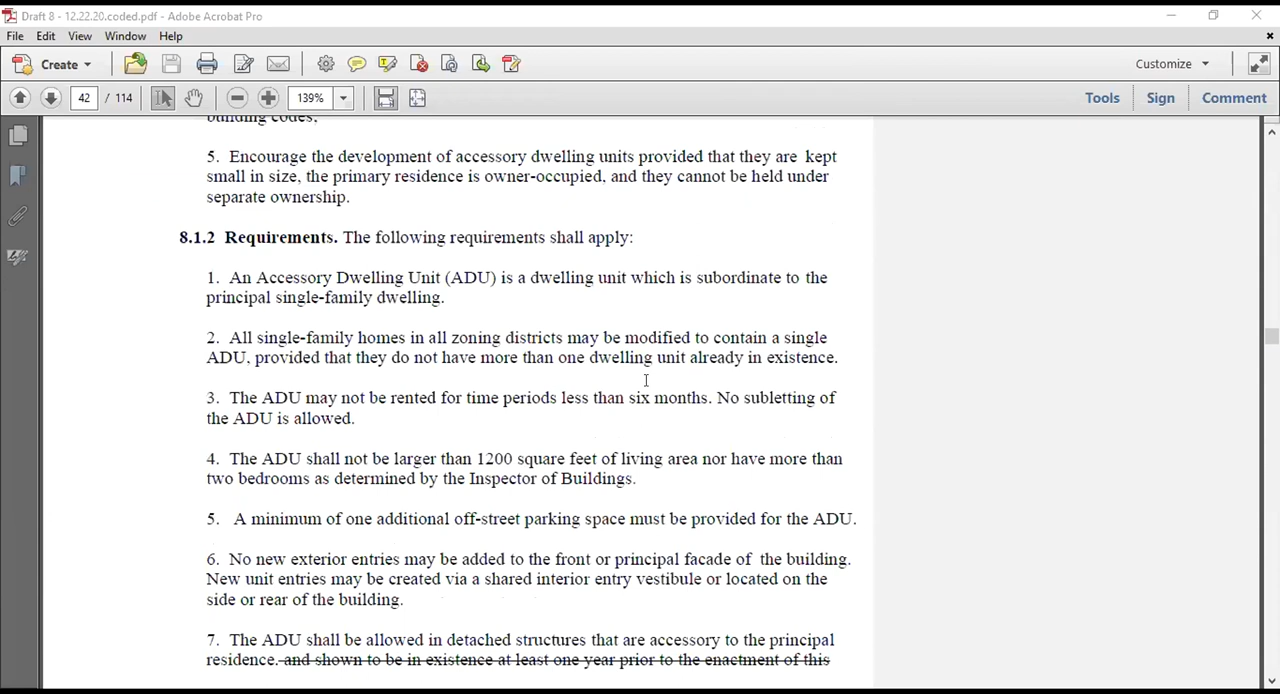 Draft 8 - 12.22.20.coded.pdf - Adobe Acrobat Pro
File Edit View Window Help
Create Customize
42 / 114 139% Tools Sign Comment
building codes;
5. Encourage the development of accessory dwelling units provided that they are kept
small in size, the primary residence is owner-occupied, and they cannot be held under
separate ownership.
8.1.2 Requirements. The following requirements shall apply:
1. An Accessory Dwelling Unit (ADU) is a dwelling unit which is subordinate to the
principal single-family dwelling.
2. All single-family homes in all zoning districts may be modified to contain a single
ADU, provided that they do not have more than one dwelling unit already in existence.
3. The ADU may not be rented for time periods less than six months. No subletting of
the ADU is allowed.
4. The ADU shall not be larger than 1200 square feet of living area nor have more than
two bedrooms as determined by the Inspector of Buildings.
5. A minimum of one additional off-street parking space must be provided for the ADU.
6. No new exterior entries may be added to the front or principal facade of the building.
New unit entries may be created via a shared interior entry vestibule or located on the
side or rear of the building.
7. The ADU shall be allowed in detached structures that are accessory to the principal
residence. and shown to be in existence at least one year prior to the enactment of this